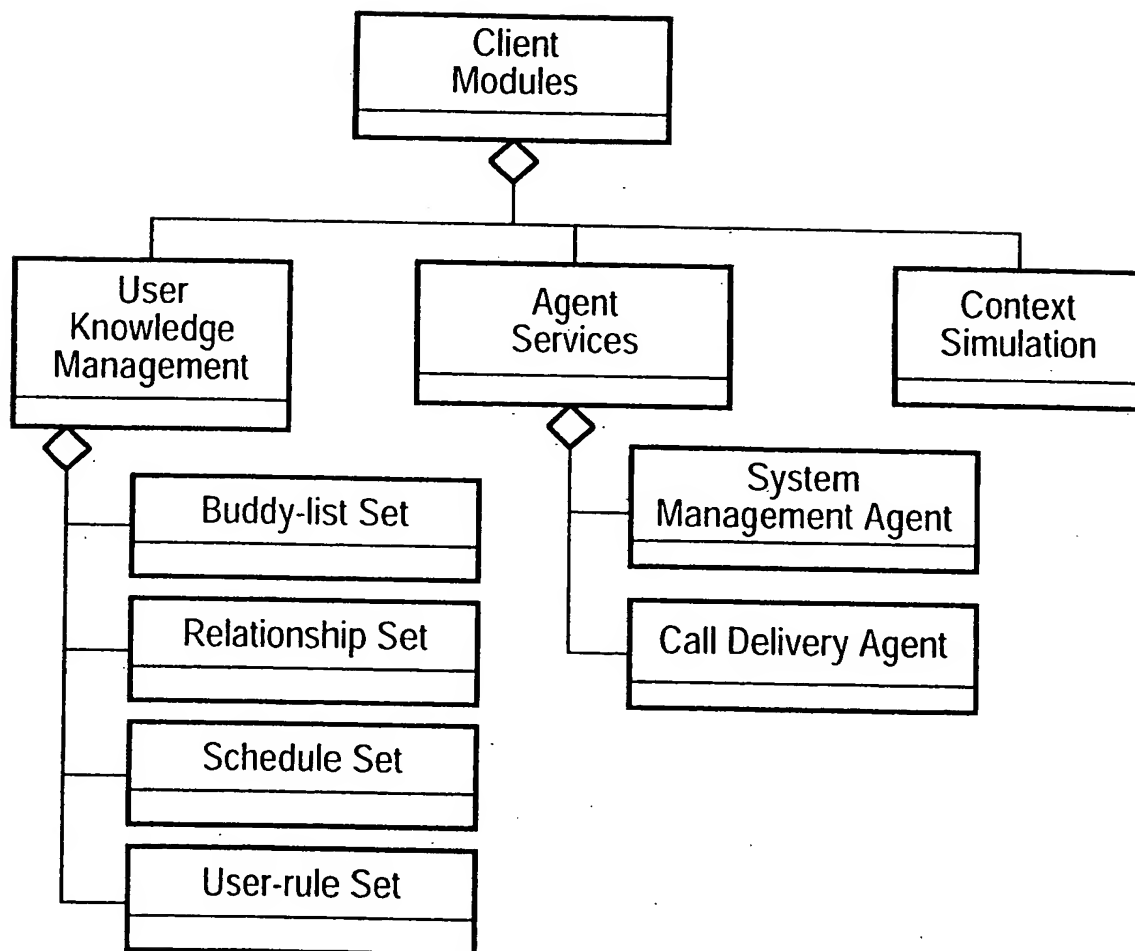 Client
Modules
User
Knowledge
Management
Agent
Services
Context
Simulation
Buddy-list Set
Relationship Set
Schedule Set
User-rule Set
System
Management Agent
Call Delivery Agent